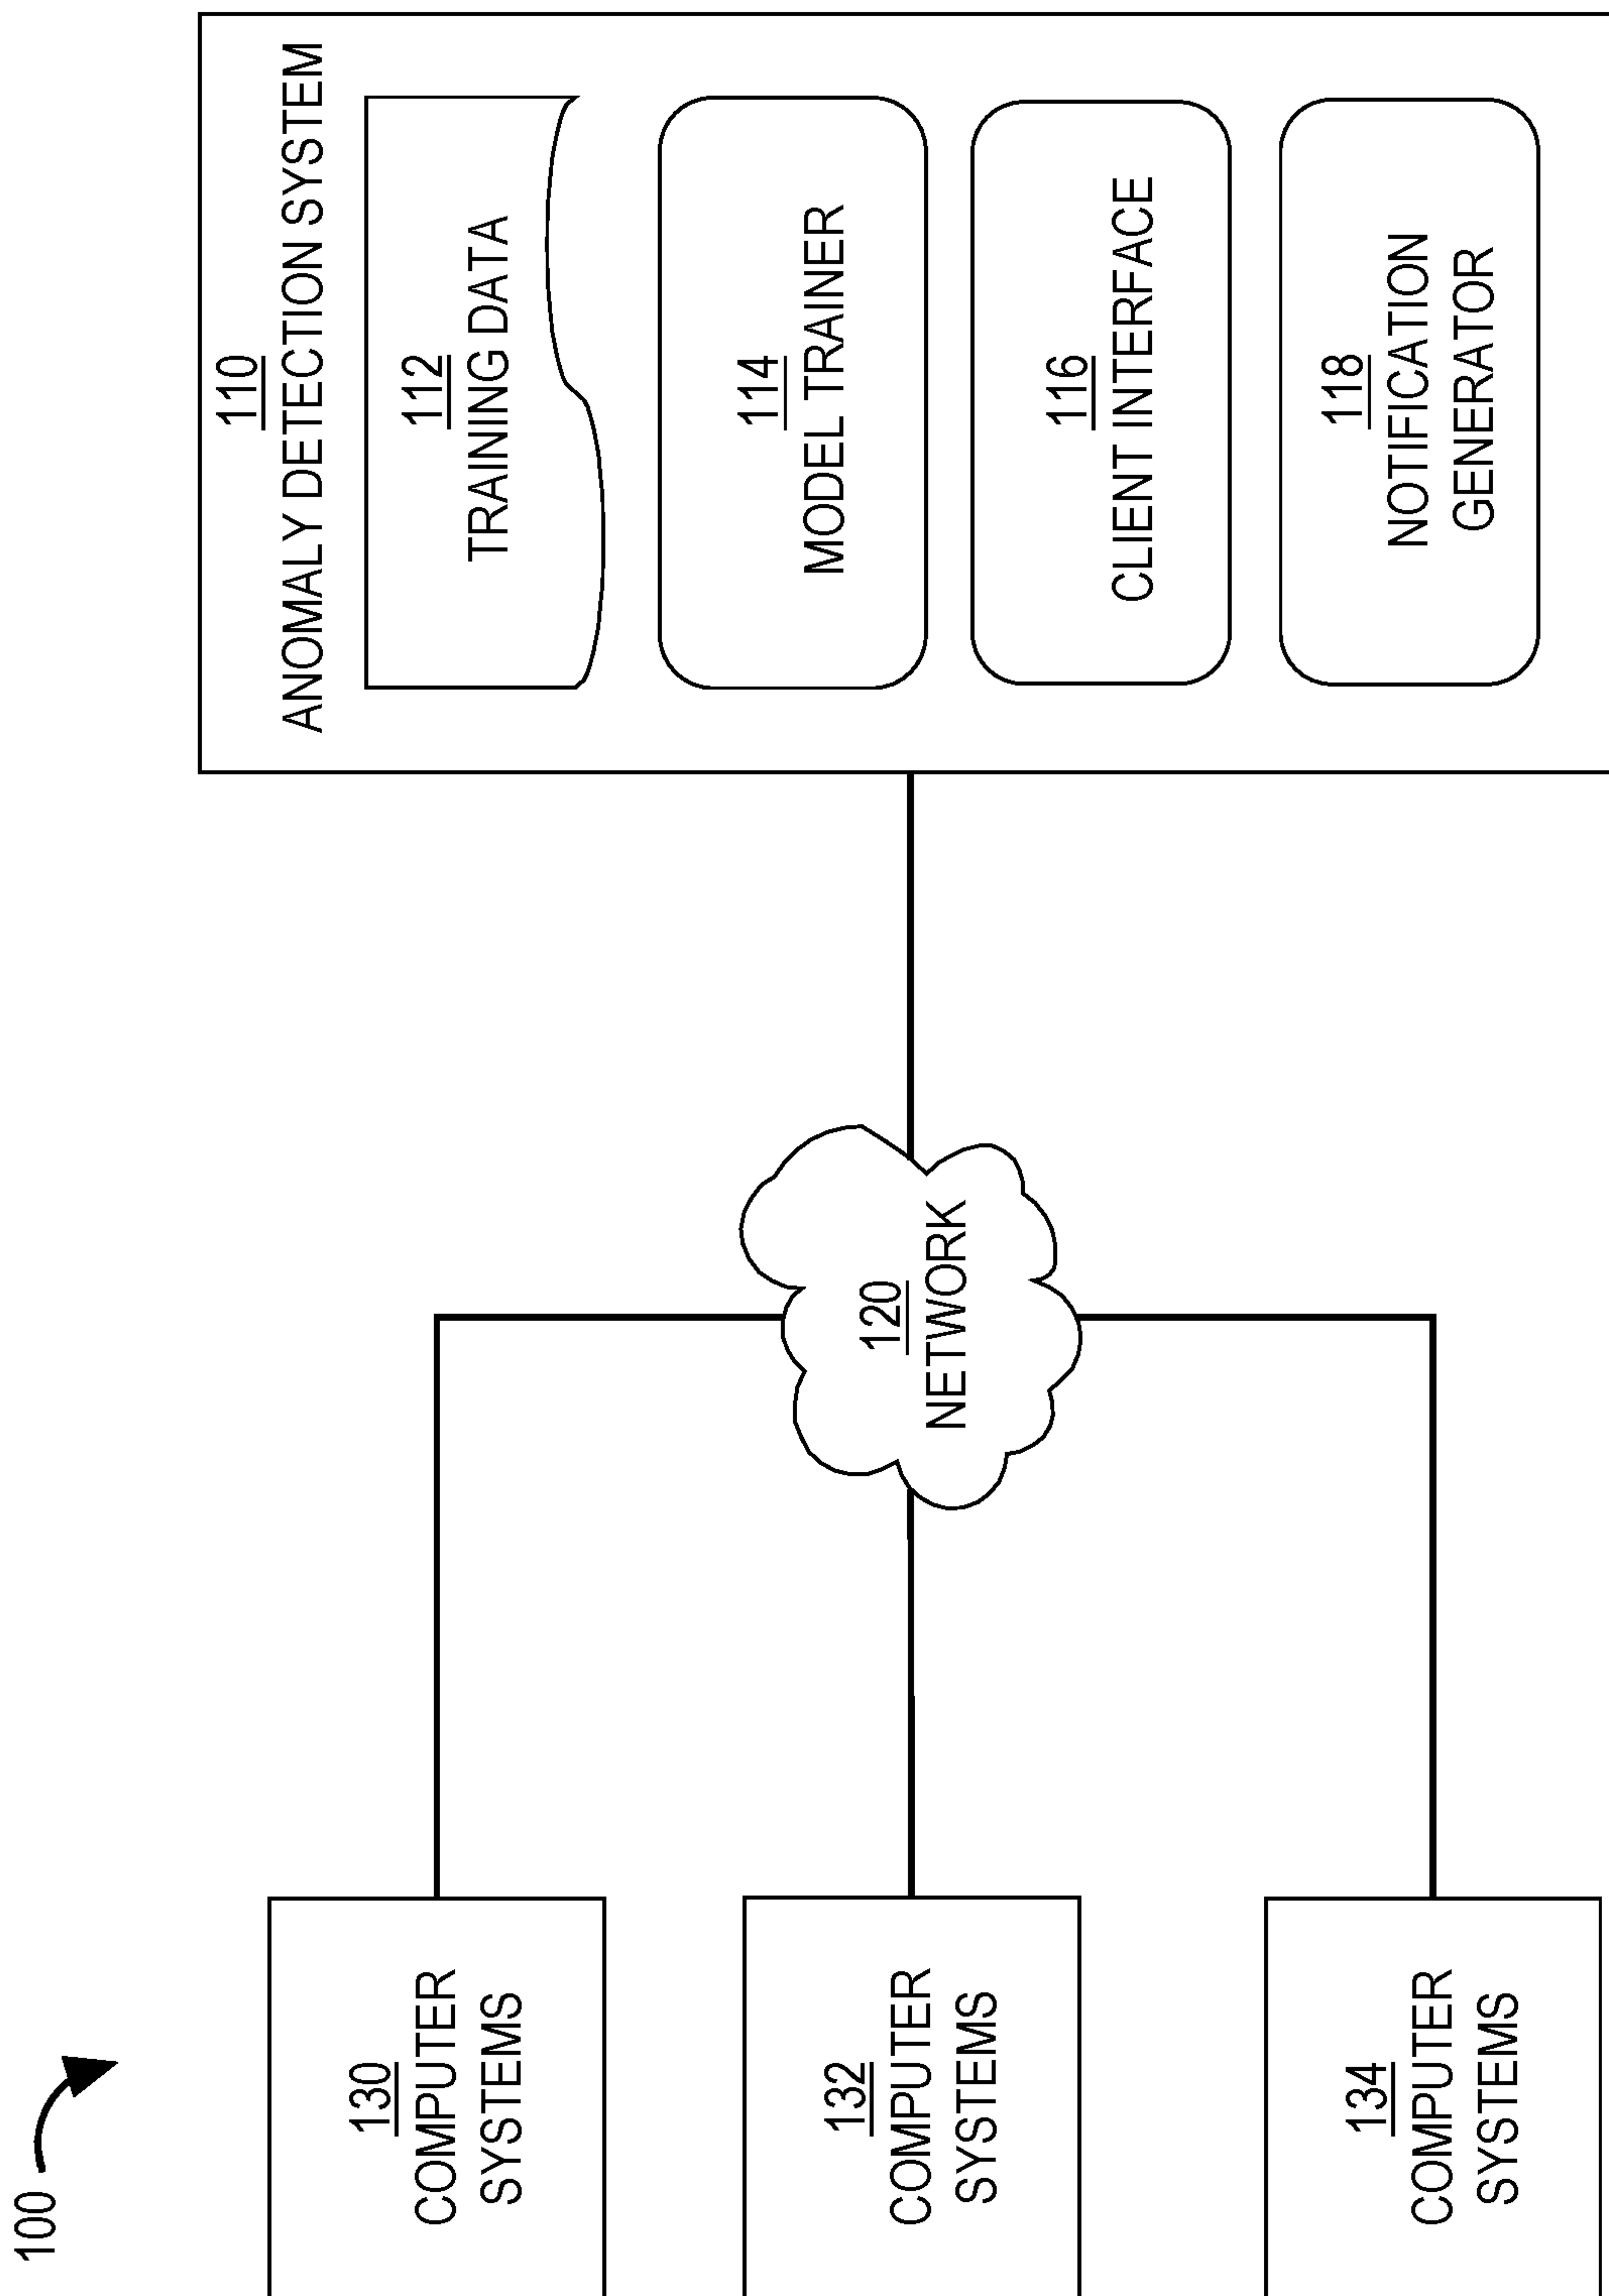 100
110
ANOMALY DETECTION SYSTEM
112
TRAINING DATA
114
MODEL TRAINER
116
CLIENT INTERFACE
118
NOTIFICATION
GENERATOR
120
NETWORK
130
COMPUTER
SYSTEMS
132
COMPUTER
SYSTEMS
134
COMPUTER
SYSTEMS